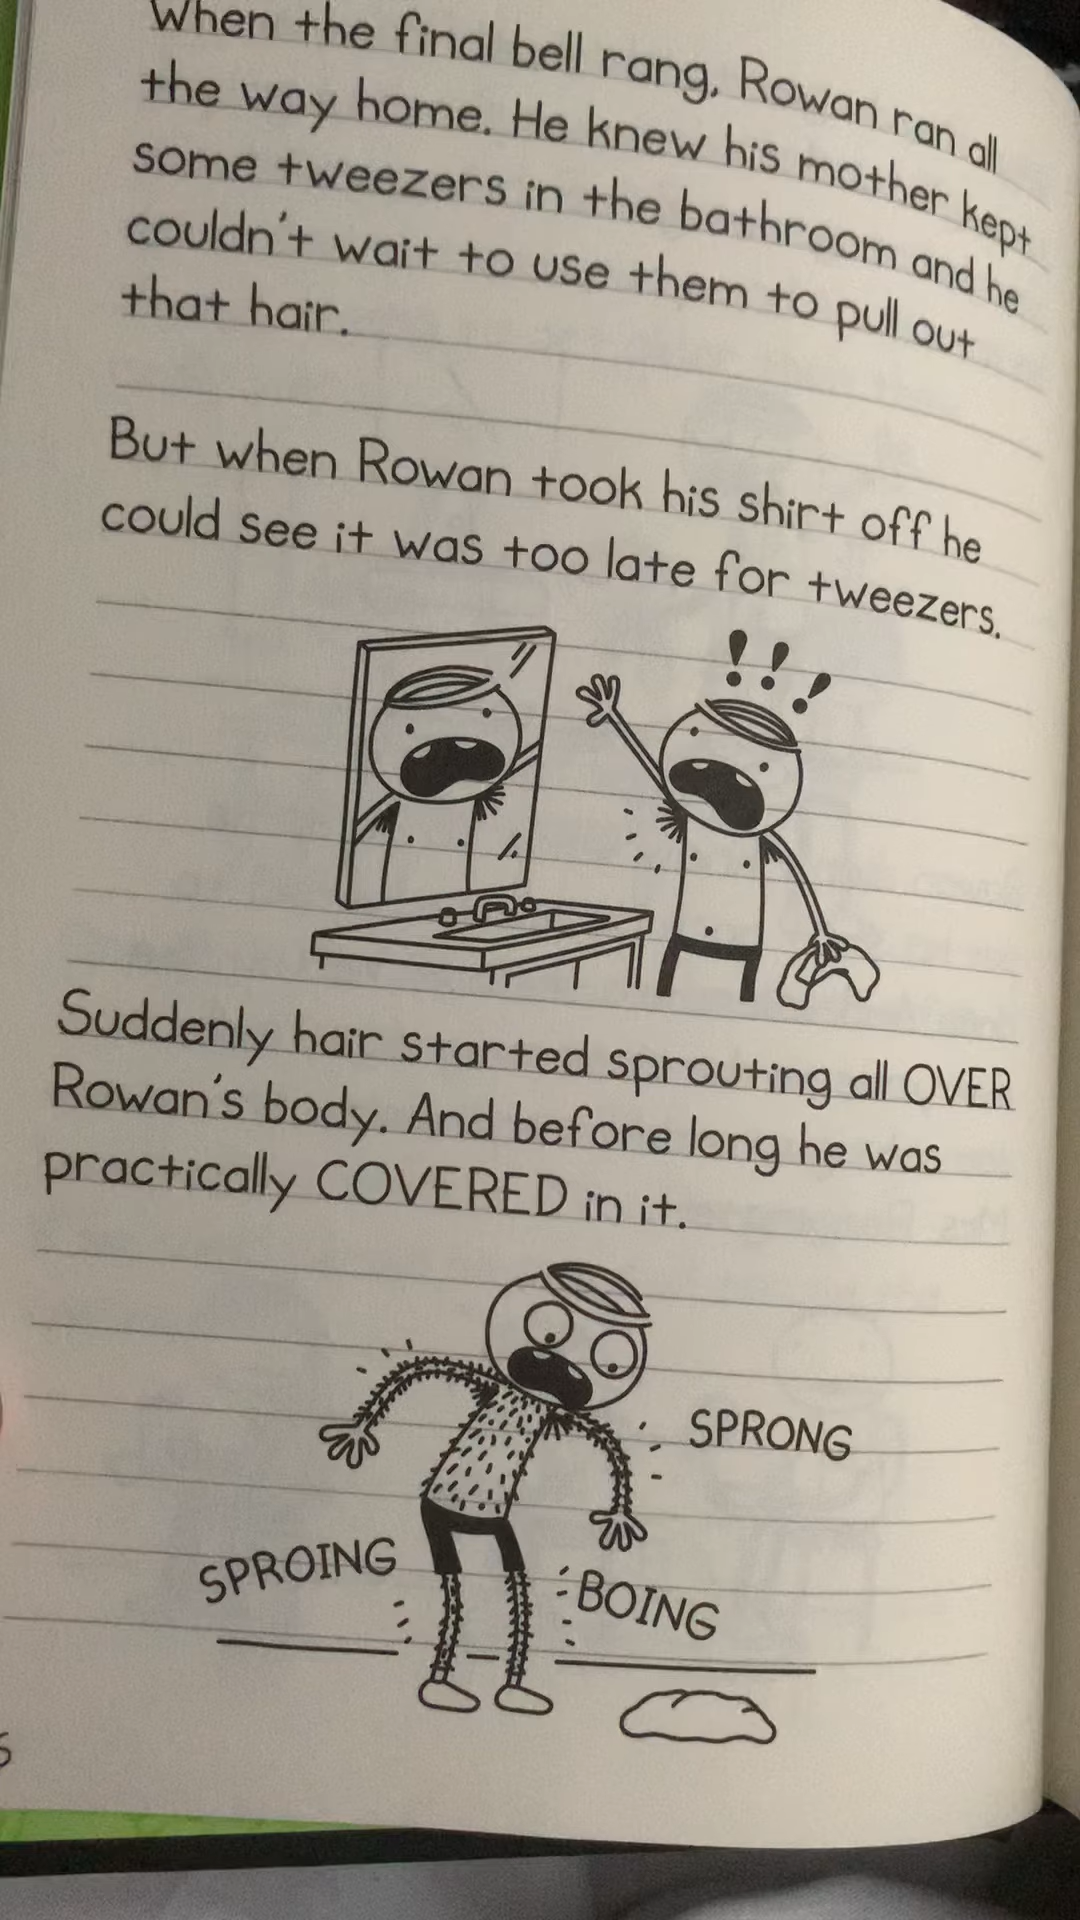 When the final bell rang, Rowan ran all
the way home. He knew his mother kept
some tweezers in the bathroom and he
couldn't wait to use them to pull out
that hair.
But when Rowan took his shirt off he
could see it was too late for tweezers.
!!!
Suddenly hair started sprouting all OVER
Rowan's body. And before long he was
practically COVERED in it.
SPRONG
SPROING
BOING